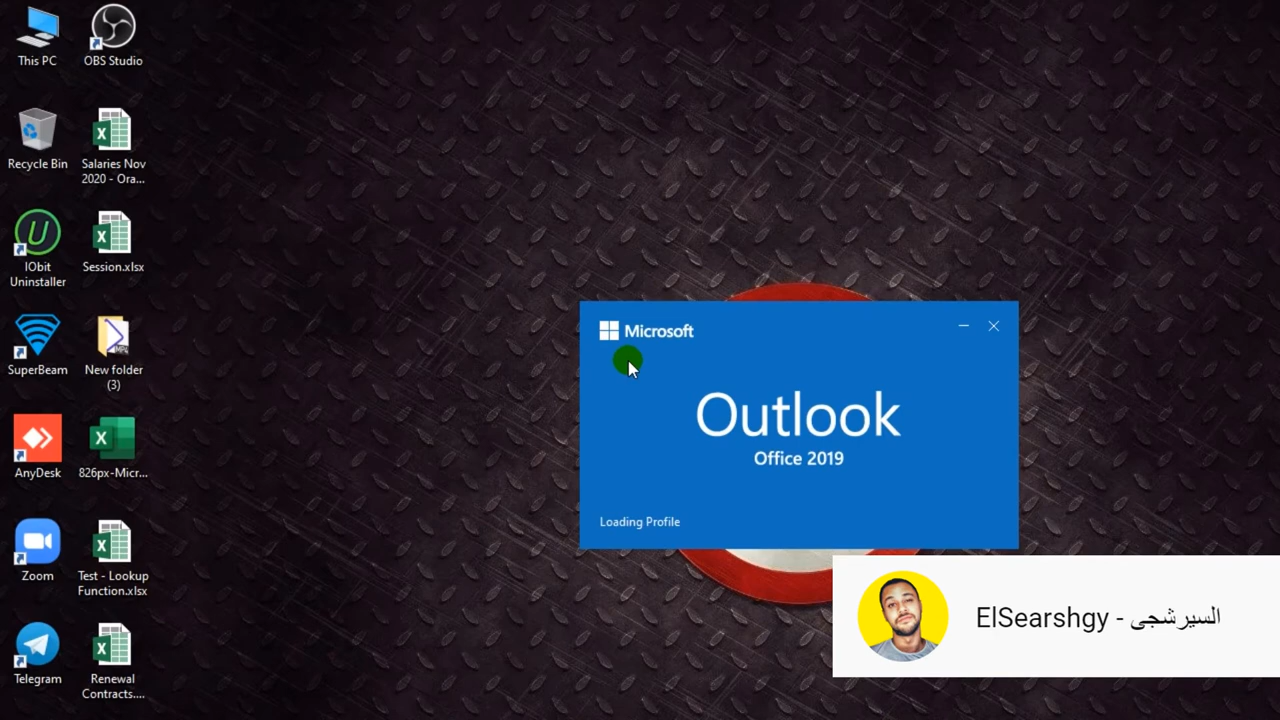 This PC
OBS Studio
Recycle Bin
Salaries Nov
2020 - Ora...
IObit
Uninstaller
Session.xlsx
SuperBeam
New folder
(3)
AnyDesk
826px-Micr...
Zoom
Test - Lookup
Function.xlsx
Telegram
Renewal
Contracts....
Microsoft
Outlook
Office 2019
Loading Profile
ElSearshgy - السيرشجى